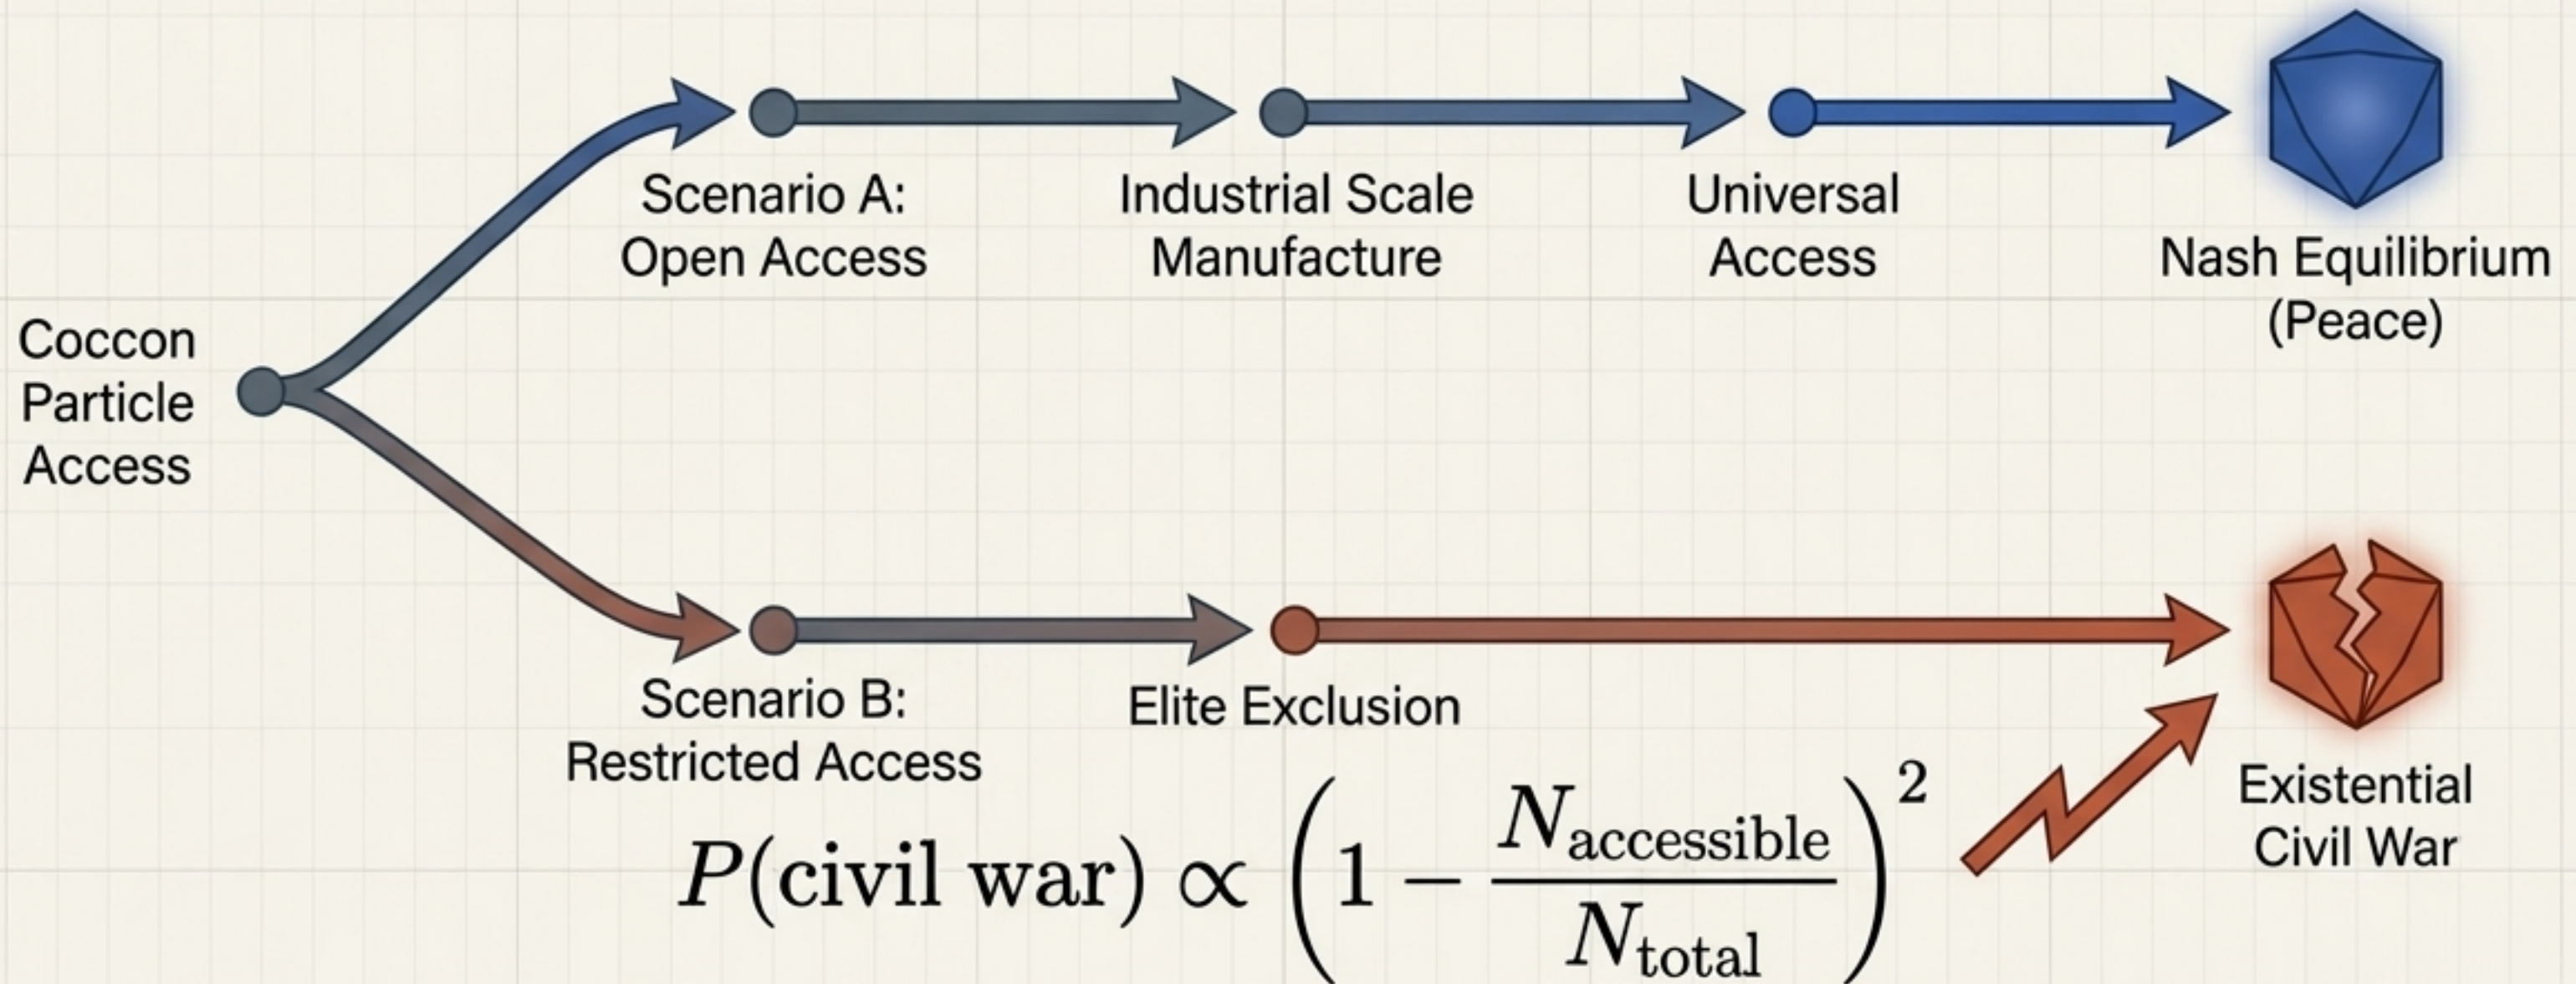 Scenario A:
Open Access
Industrial Scale
Manufacture
Universal
Access
Nash Equilibrium
(Peace)
Coccon
Particle
Access
Scenario B:
Restricted Access
Elite Exclusion
Existential
Civil War
P(civil war) ∝ (1 − N_accessible / N_total)^2